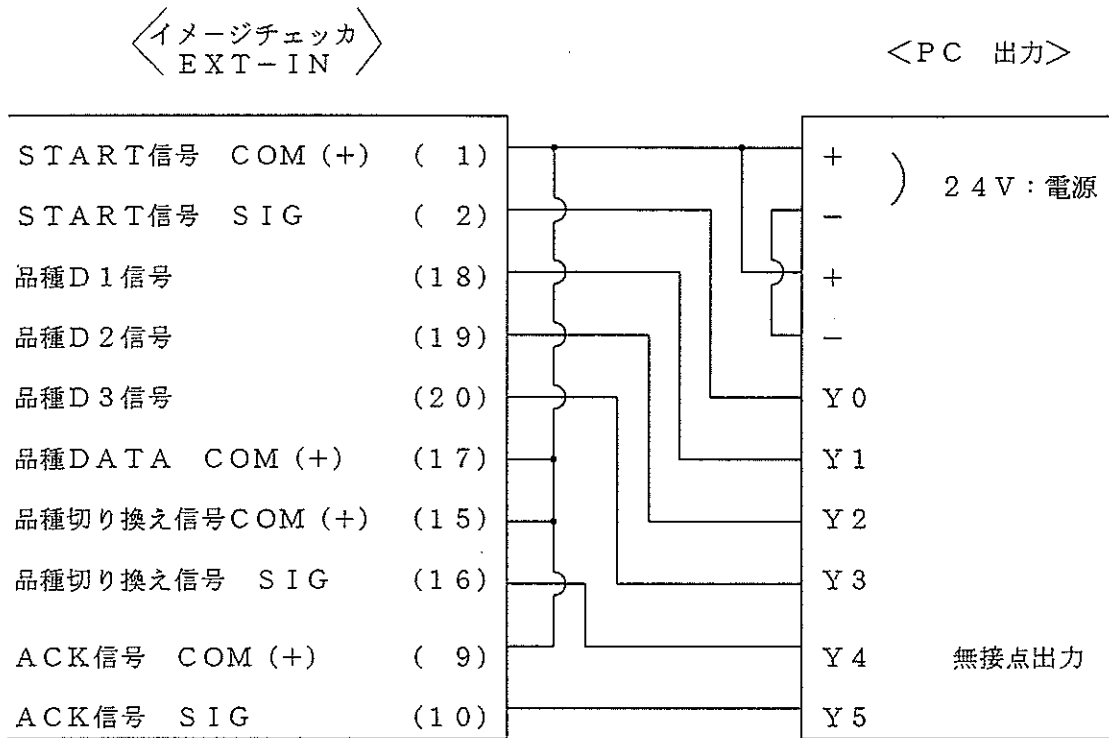 〈イメージチェッカ
EXT－IN〉
＜PC 出力＞
START信号 COM（＋） （ 1）
START信号 SIG （ 2）
品種D1信号 （18）
品種D2信号 （19）
品種D3信号 （20）
品種DATA COM（＋） （17）
品種切り換え信号COM（＋） （15）
品種切り換え信号 SIG （16）
ACK信号 COM（＋） （ 9）
ACK信号 SIG （10）
＋
－
＋
－
） 24V：電源
Y0
Y1
Y2
Y3
Y4 無接点出力
Y5